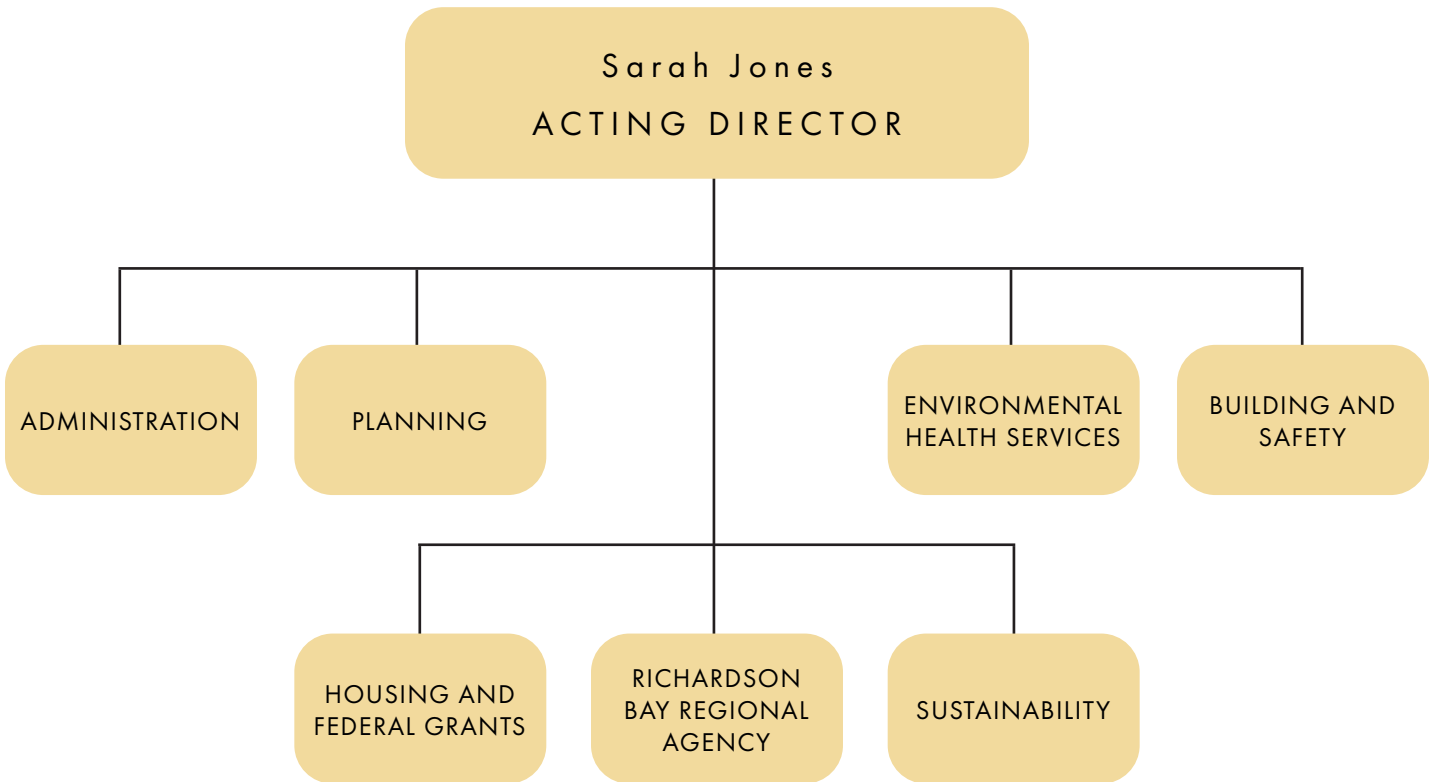 Sarah Jones
ACTING DIRECTOR
ADMINISTRATION
PLANNING
ENVIRONMENTAL
HEALTH SERVICES
BUILDING AND
SAFETY
HOUSING AND
FEDERAL GRANTS
RICHARDSON
BAY REGIONAL
AGENCY
SUSTAINABILITY